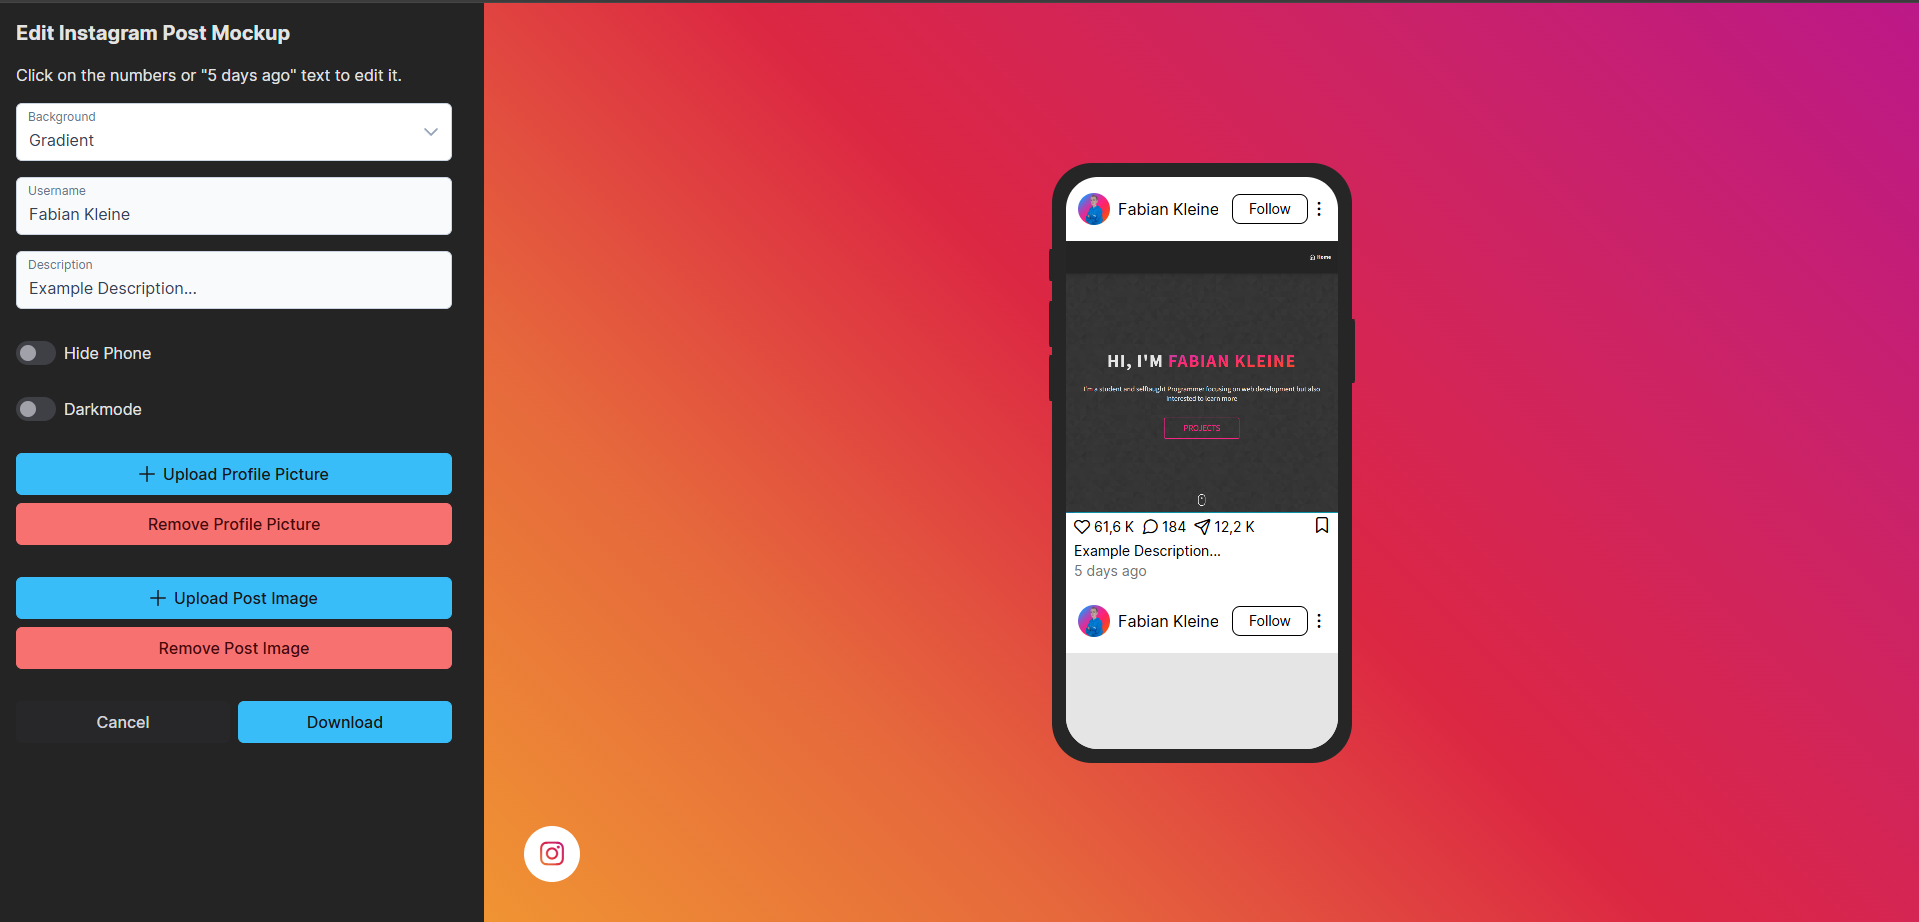 Edit Instagram Post Mockup
Click on the numbers or "5 days ago" text to edit it.
Background
Gradient
Username
Fabian Kleine
Description
Example Description...
Hide Phone
Darkmode
Upload Profile Picture
Remove Profile Picture
Upload Post Image
Remove Post Image
Cancel
Download
Fabian Kleine
Follow
Home
HI, I'M FABIAN KLEINE
I'm a student and selftaught Programmer focusing on web development but also
interested to learn more
PROJECTS
61,6 K 184 12,2 K
Example Description...
5 days ago
Fabian Kleine
Follow